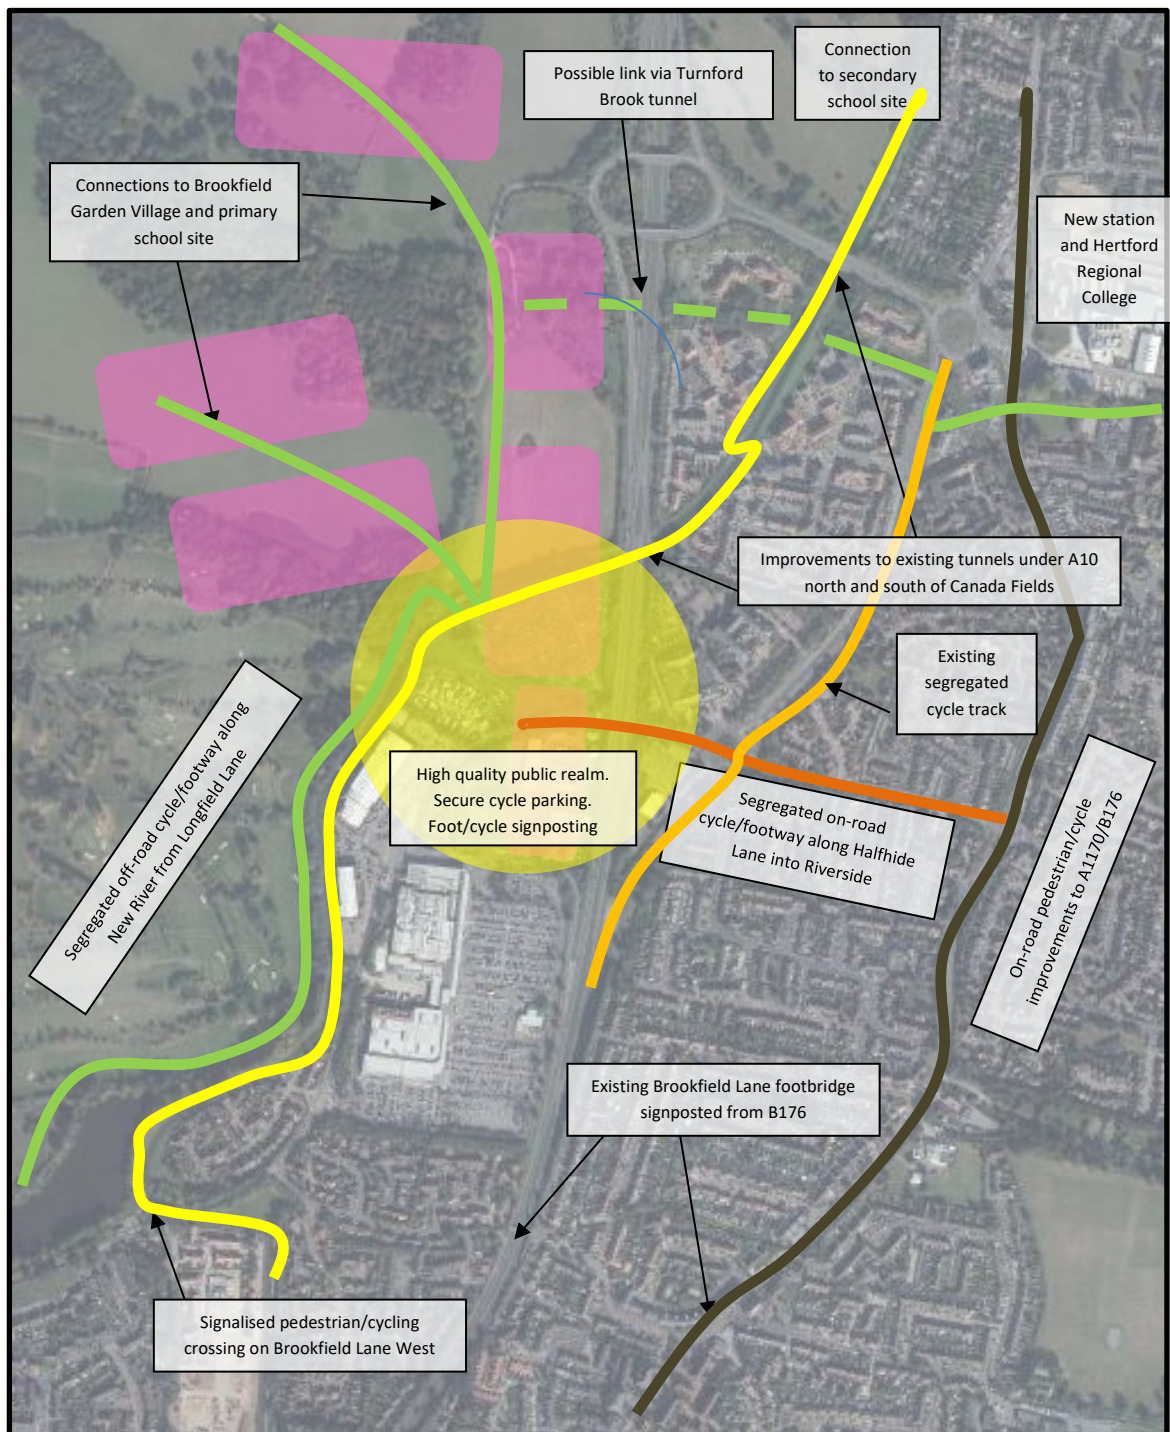 Connection
to secondary
school site
Possible link via Turnford
Brook tunnel
Connections to Brookfield
Garden Village and primary
school site
New station
and Hertford
Regional
College
Improvements to existing tunnels under A10
north and south of Canada Fields
Existing
segregated
cycle track
Segregated off-road cycle/footway along
New River from Longfield Lane
High quality public realm.
Secure cycle parking.
Foot/cycle signposting
Segregated on-road
cycle/footway along Halfhide
Lane into Riverside
On-road pedestrian/cycle
improvements to A1170/B176
Existing Brookfield Lane footbridge
signposted from B176
Signalised pedestrian/cycling
crossing on Brookfield Lane West